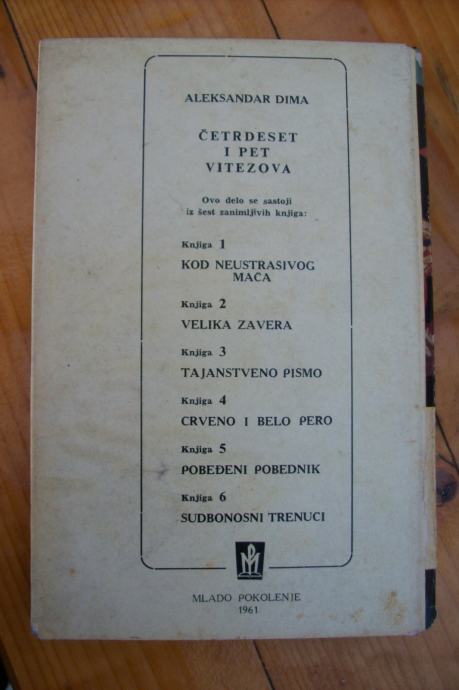 ALEKSANDAR DIMA
ČETRDESET
I PET
VITEZOVA
Ovo delo se sastoji
iz šest zanimljivih knjiga:
Knjiga 1
KOD NEUSTRAŠIVOG
MAČA
Knjiga 2
VELIKA ZAVERA
Knjiga 3
TAJANSTVENO PISMO
Knjiga 4
CRVENO I BELO PERO
Knjiga 5
POBEĐENI POBEDNIK
Knjiga 6
SUDBONOSNI TRENUCI
MLADO POKOLENJE
1961